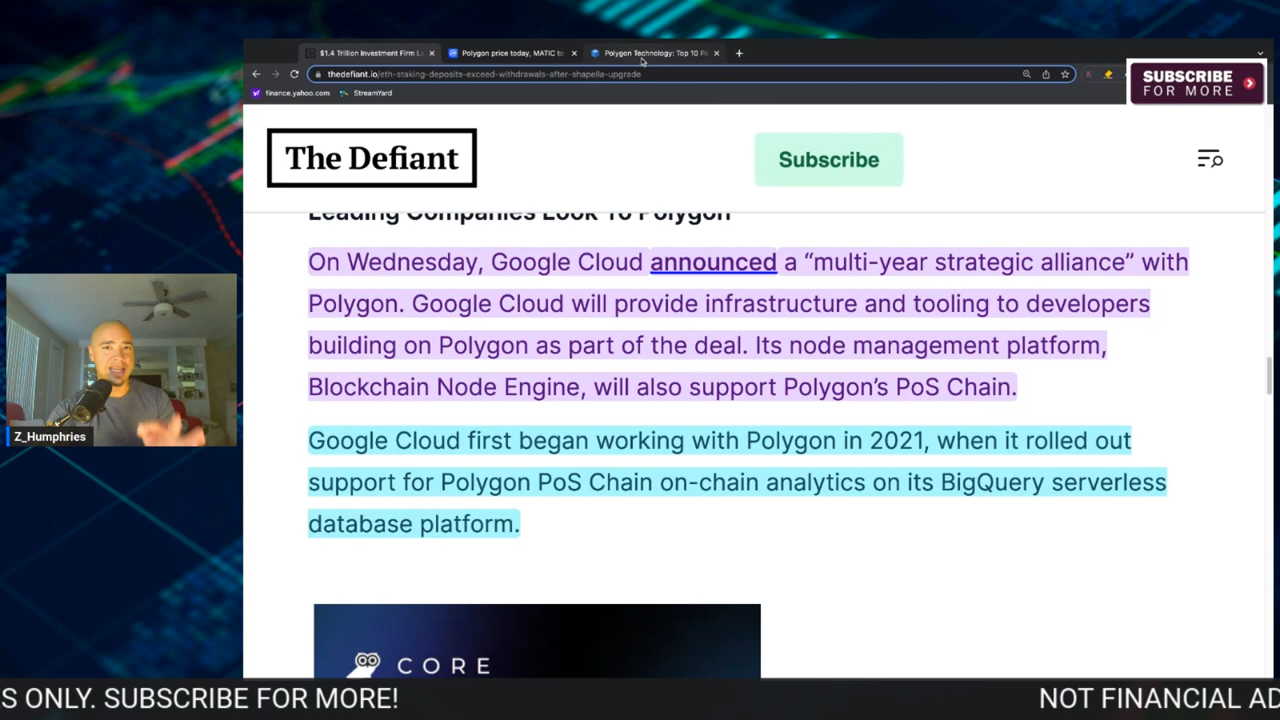 $1.4 Trillion Investment Firm L
Polygon price today, MATIC to
Polygon Technology: Top 10 P
thedefiant.io/eth-staking-deposits-exceed-withdrawals-after-shapella-upgrade
finance.yahoo.com
StreamYard
SUBSCRIBE
FOR MORE
The Defiant
Subscribe
Leading Companies Look To Polygon
On Wednesday, Google Cloud announced a “multi-year strategic alliance” with
Polygon. Google Cloud will provide infrastructure and tooling to developers
building on Polygon as part of the deal. Its node management platform,
Blockchain Node Engine, will also support Polygon’s PoS Chain.
Google Cloud first began working with Polygon in 2021, when it rolled out
support for Polygon PoS Chain on-chain analytics on its BigQuery serverless
database platform.
Z_Humphries
CORE
S ONLY. SUBSCRIBE FOR MORE!
NOT FINANCIAL AD